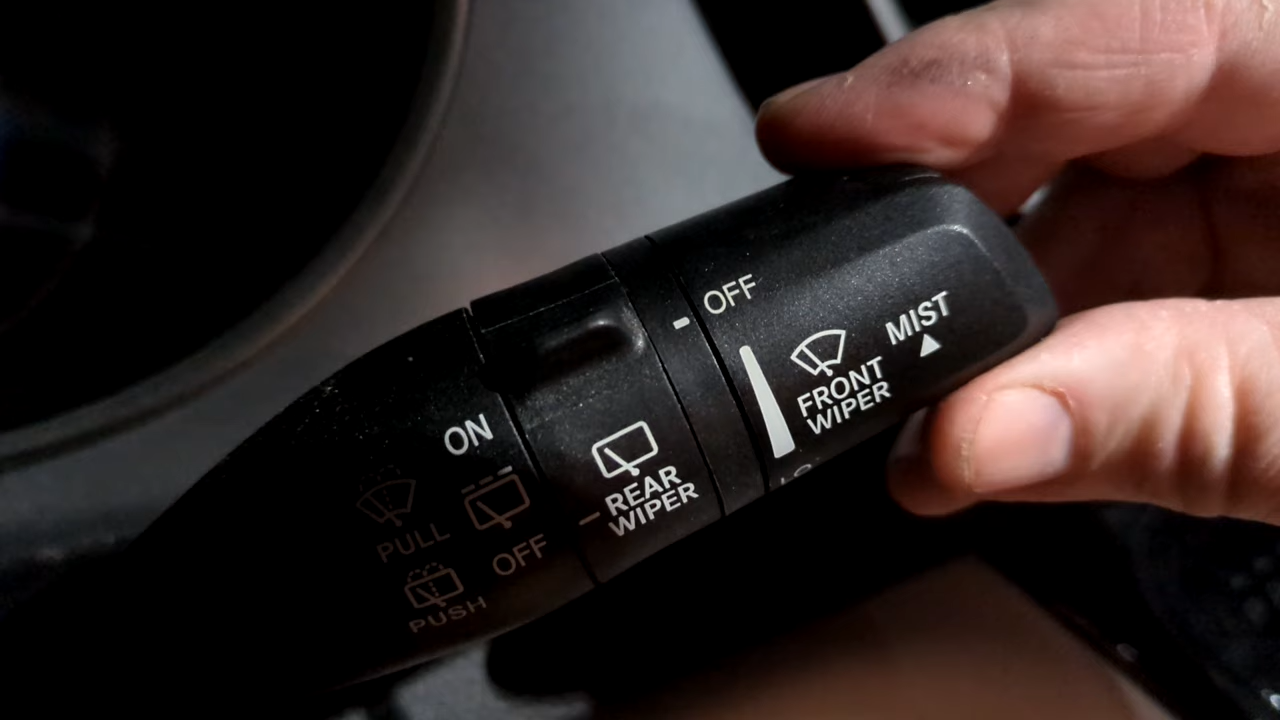 OFF
MIST
FRONT
WIPER
ON
REAR
WIPER
PULL
OFF
PUSH